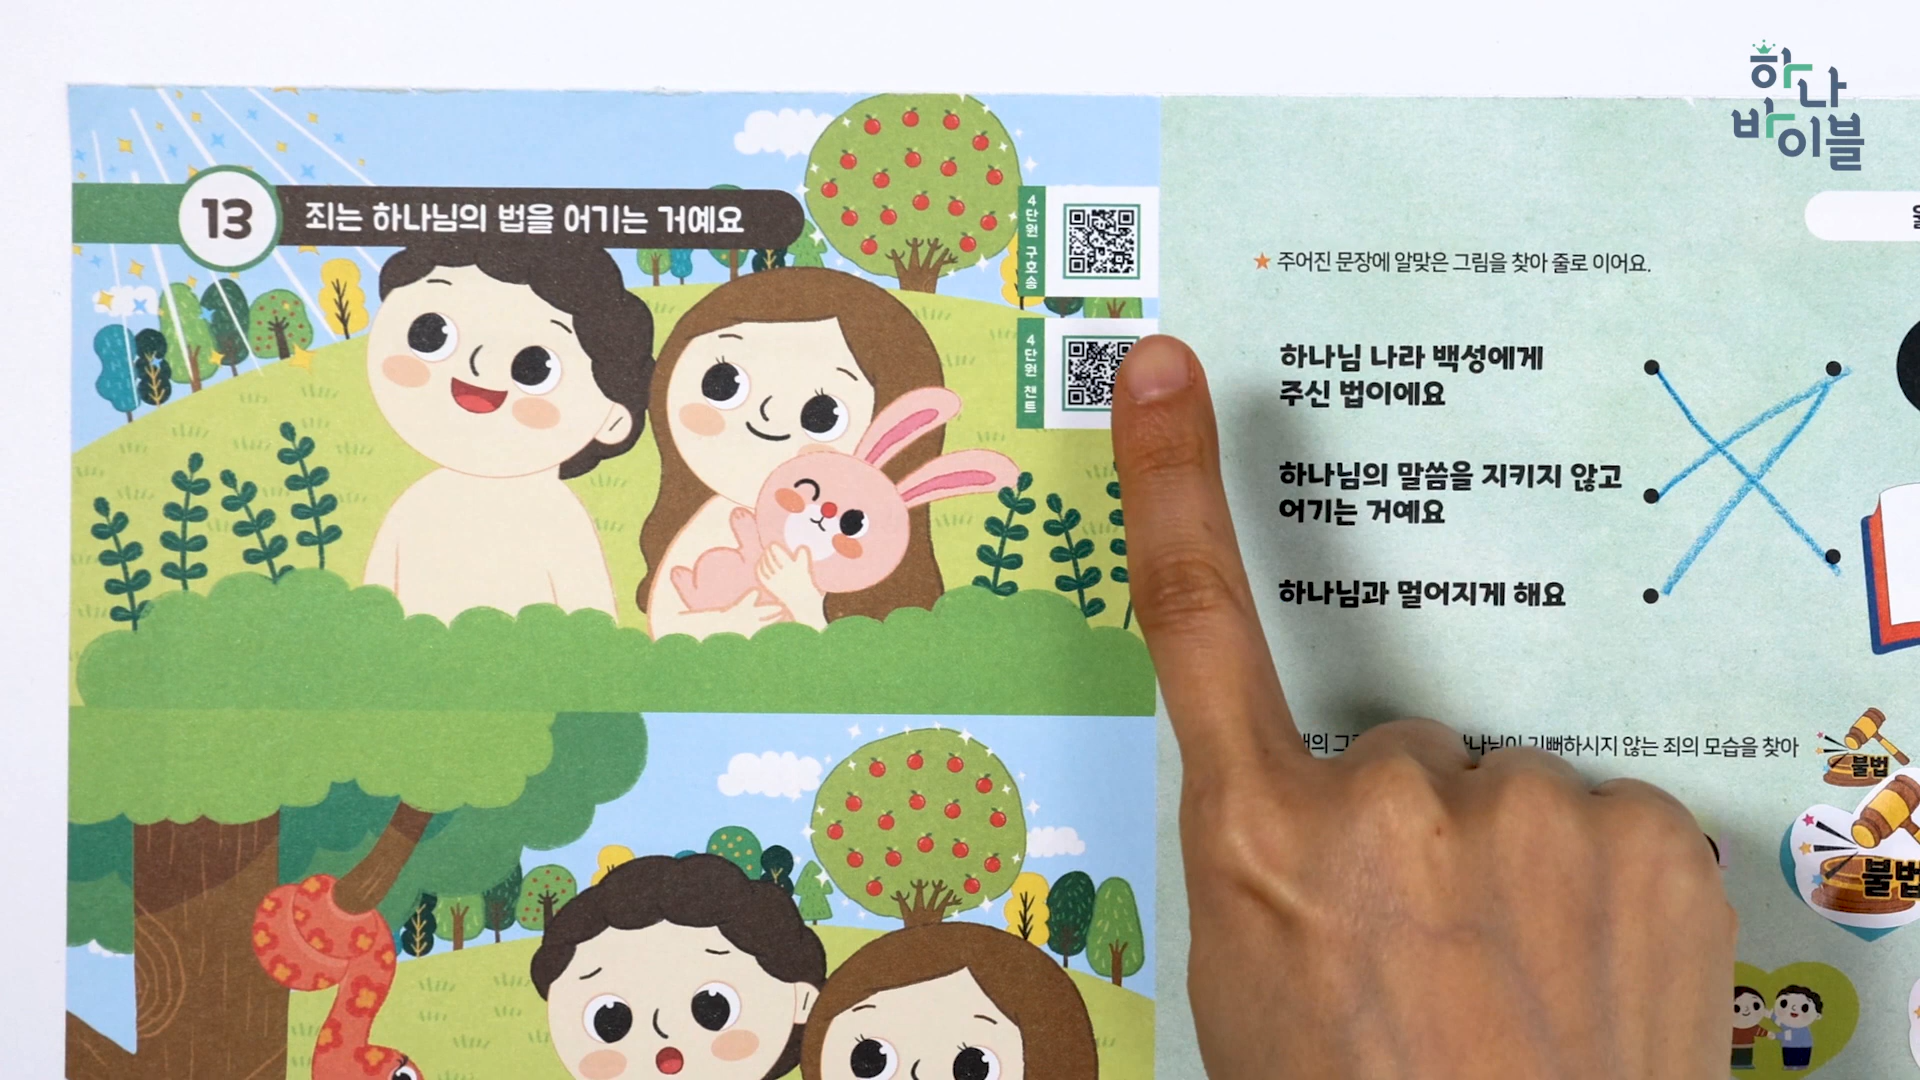 하나
바이블
13
죄는 하나님의 법을 어기는 거예요
4단원 구호송
4단원 챈트
★ 주어진 문장에 알맞은 그림을 찾아 줄로 이어요.
하나님 나라 백성에게
주신 법이에요
하나님의 말씀을 지키지 않고
어기는 거예요
하나님과 멀어지게 해요
기뻐하시지 않는 죄의 모습을 찾아
불법
불법